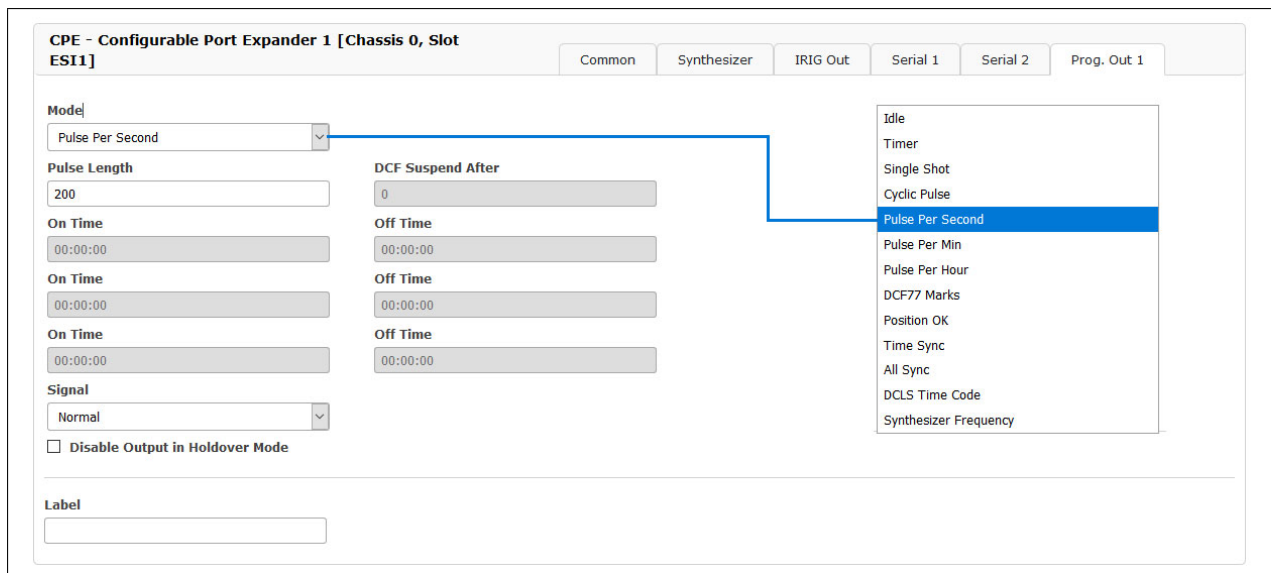 CPE - Configurable Port Expander 1 [Chassis 0, Slot
ESI1]
Common Synthesizer IRIG Out Serial 1 Serial 2 Prog. Out 1
Mode
Pulse Per Second
Pulse Length DCF Suspend After
200 0
On Time Off Time
00:00:00 00:00:00
On Time Off Time
00:00:00 00:00:00
On Time Off Time
00:00:00 00:00:00
Signal
Normal
Disable Output in Holdover Mode
Label
Idle
Timer
Single Shot
Cyclic Pulse
Pulse Per Second
Pulse Per Min
Pulse Per Hour
DCF77 Marks
Position OK
Time Sync
All Sync
DCLS Time Code
Synthesizer Frequency